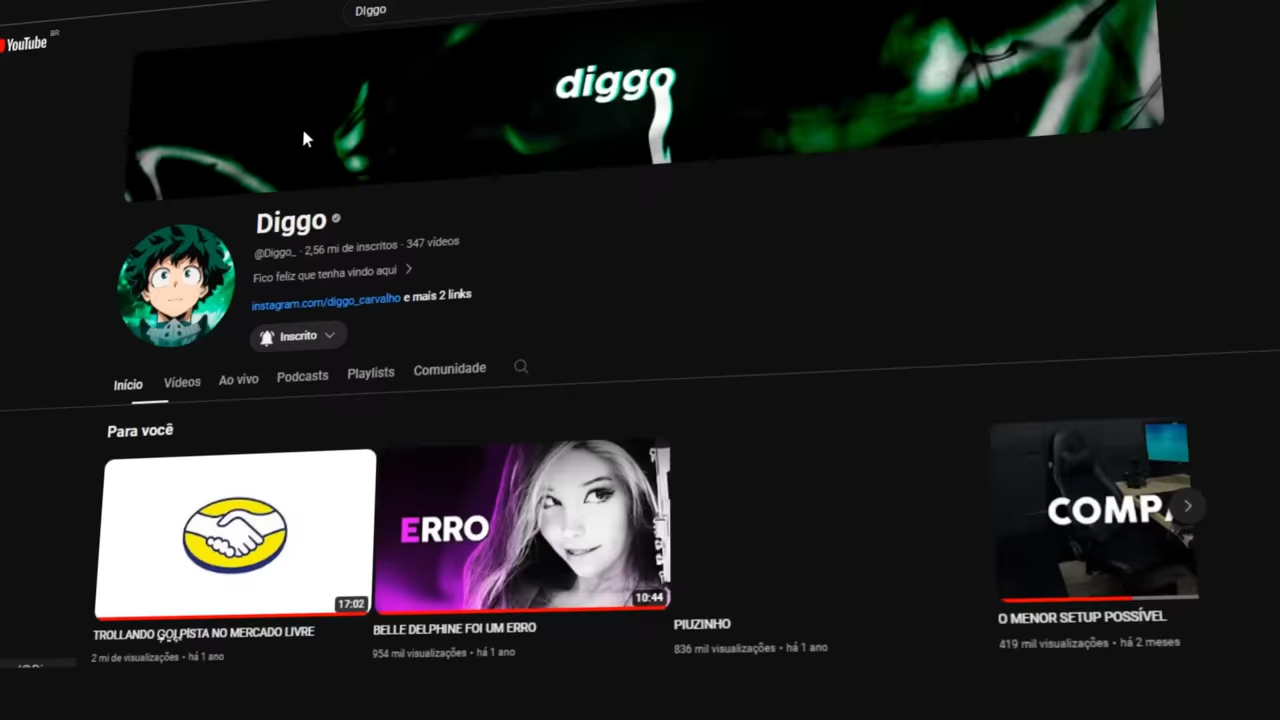 DIggo
YouTube BR
diggo
Diggo
@Diggo_ · 2,56 mi de inscritos · 347 vídeos
Fico feliz que tenha vindo aqui
instagram.com/diggo_carvalho e mais 2 links
Inscrito
Início Vídeos Ao vivo Podcasts Playlists Comunidade
Para você
ERRO
COMPA
17:02
10:44
TROLLANDO GOLPISTA NO MERCADO LIVRE
2 mi de visualizações • há 1 ano
BELLE DELPHINE FOI UM ERRO
954 mil visualizações • há 1 ano
PIUZINHO
836 mil visualizações • há 1 ano
O MENOR SETUP POSSÍVEL
419 mil visualizações • há 2 meses